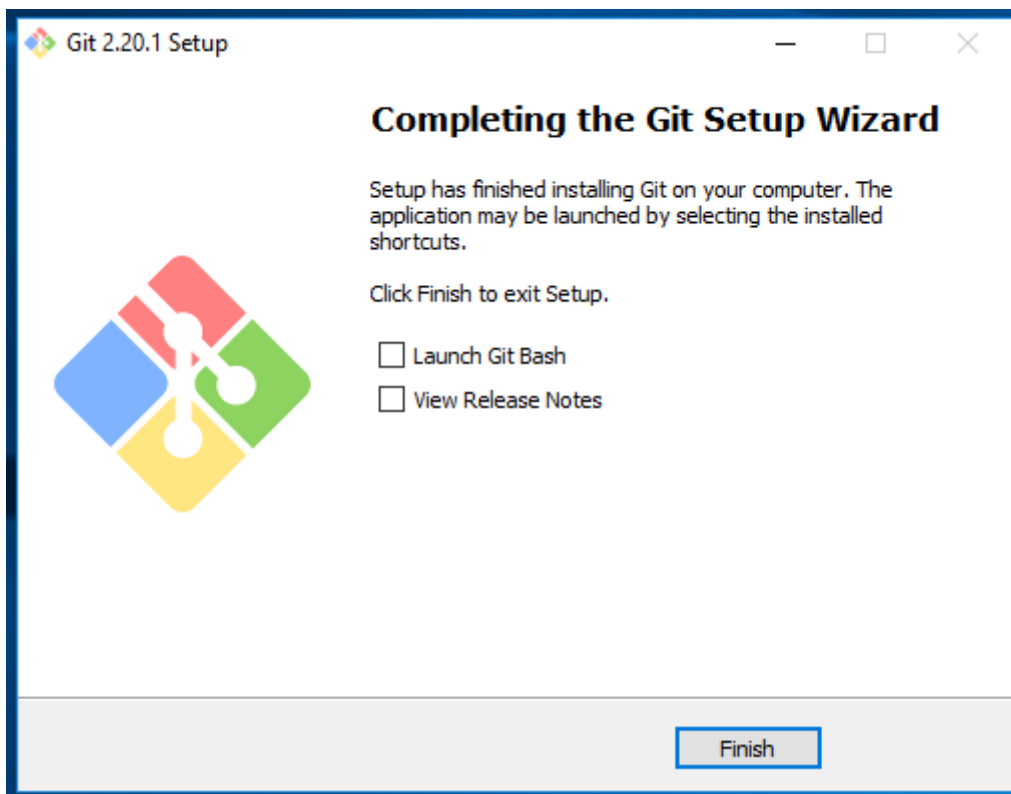 Git 2.20.1 Setup
Completing the Git Setup Wizard
Setup has finished installing Git on your computer. The
application may be launched by selecting the installed
shortcuts.
Click Finish to exit Setup.
Launch Git Bash
View Release Notes
Finish